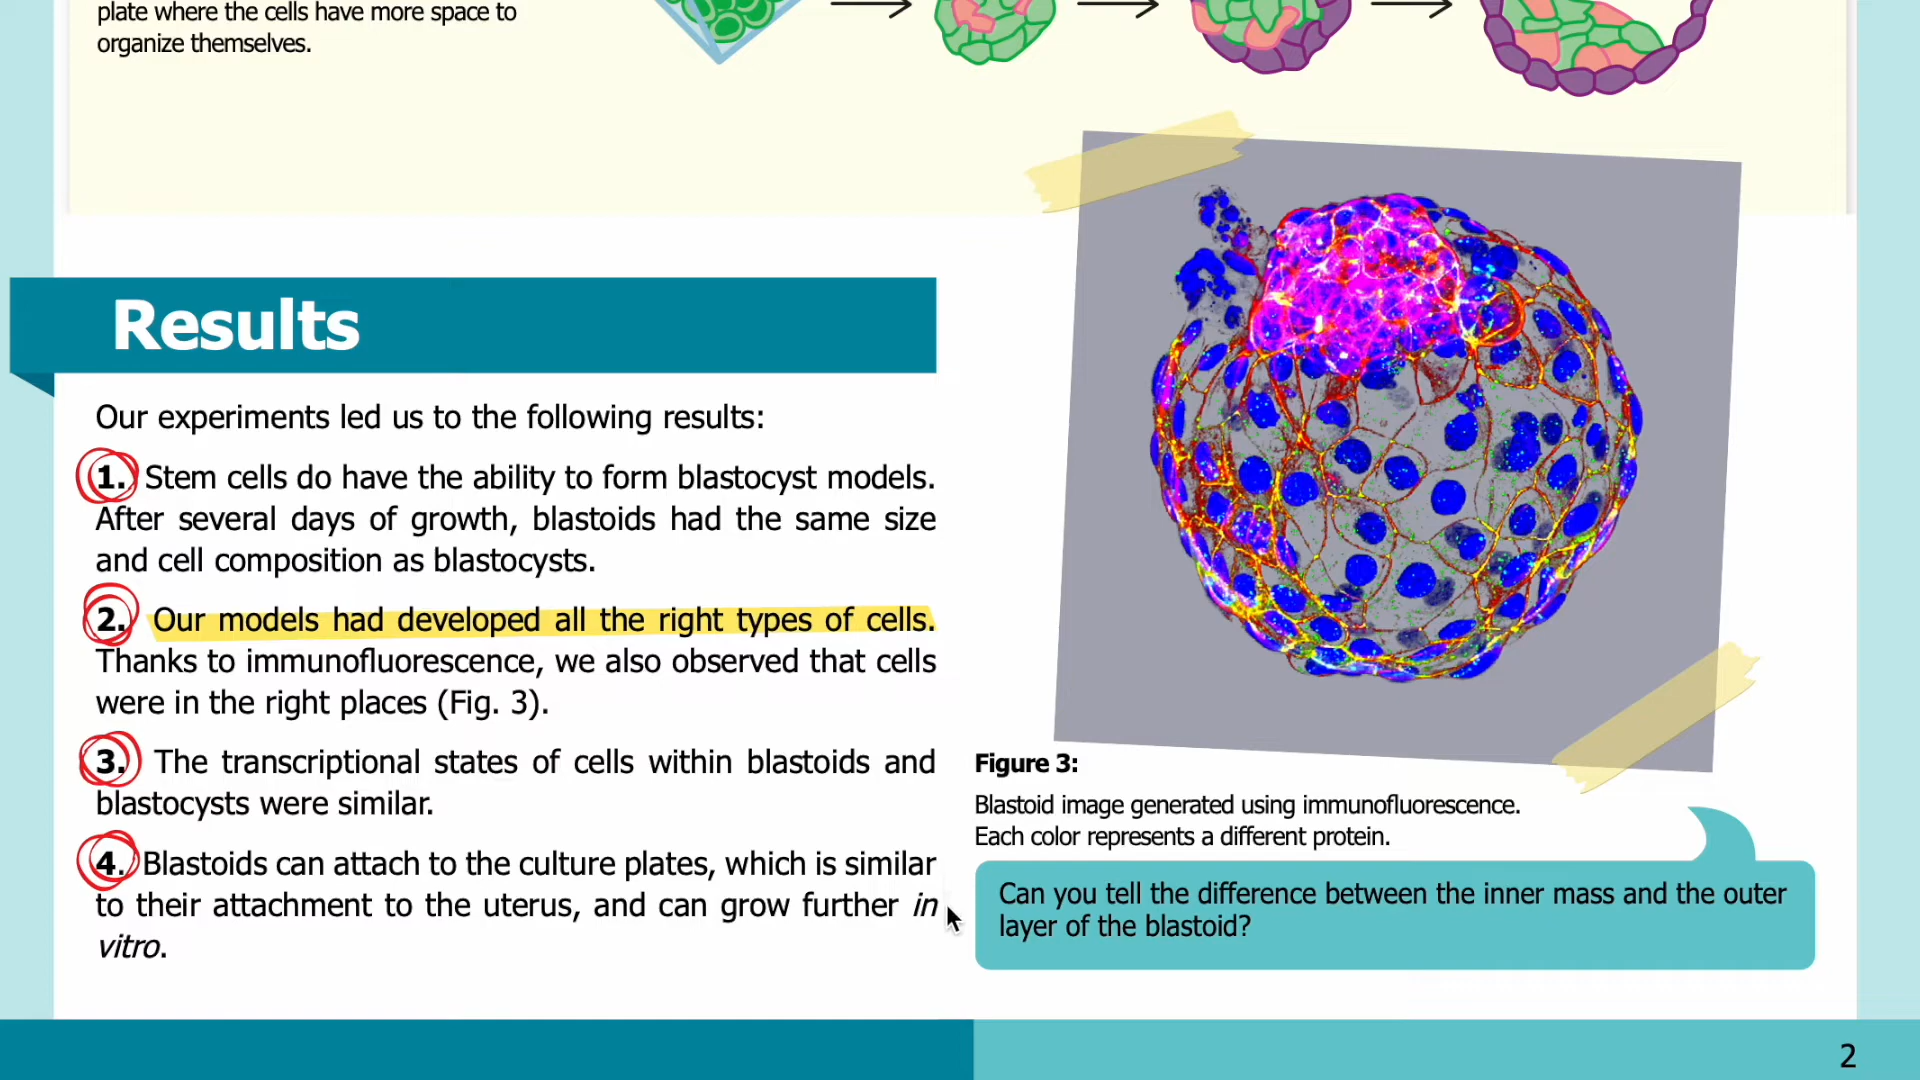 plate where the cells have more space to
organize themselves.
Results
Our experiments led us to the following results:
1. Stem cells do have the ability to form blastocyst models.
After several days of growth, blastoids had the same size
and cell composition as blastocysts.
2. Our models had developed all the right types of cells.
Thanks to immunofluorescence, we also observed that cells
were in the right places (Fig. 3).
3. The transcriptional states of cells within blastoids and
blastocysts were similar.
4. Blastoids can attach to the culture plates, which is similar
to their attachment to the uterus, and can grow further in
vitro.
Figure 3:
Blastoid image generated using immunofluorescence.
Each color represents a different protein.
Can you tell the difference between the inner mass and the outer
layer of the blastoid?
2